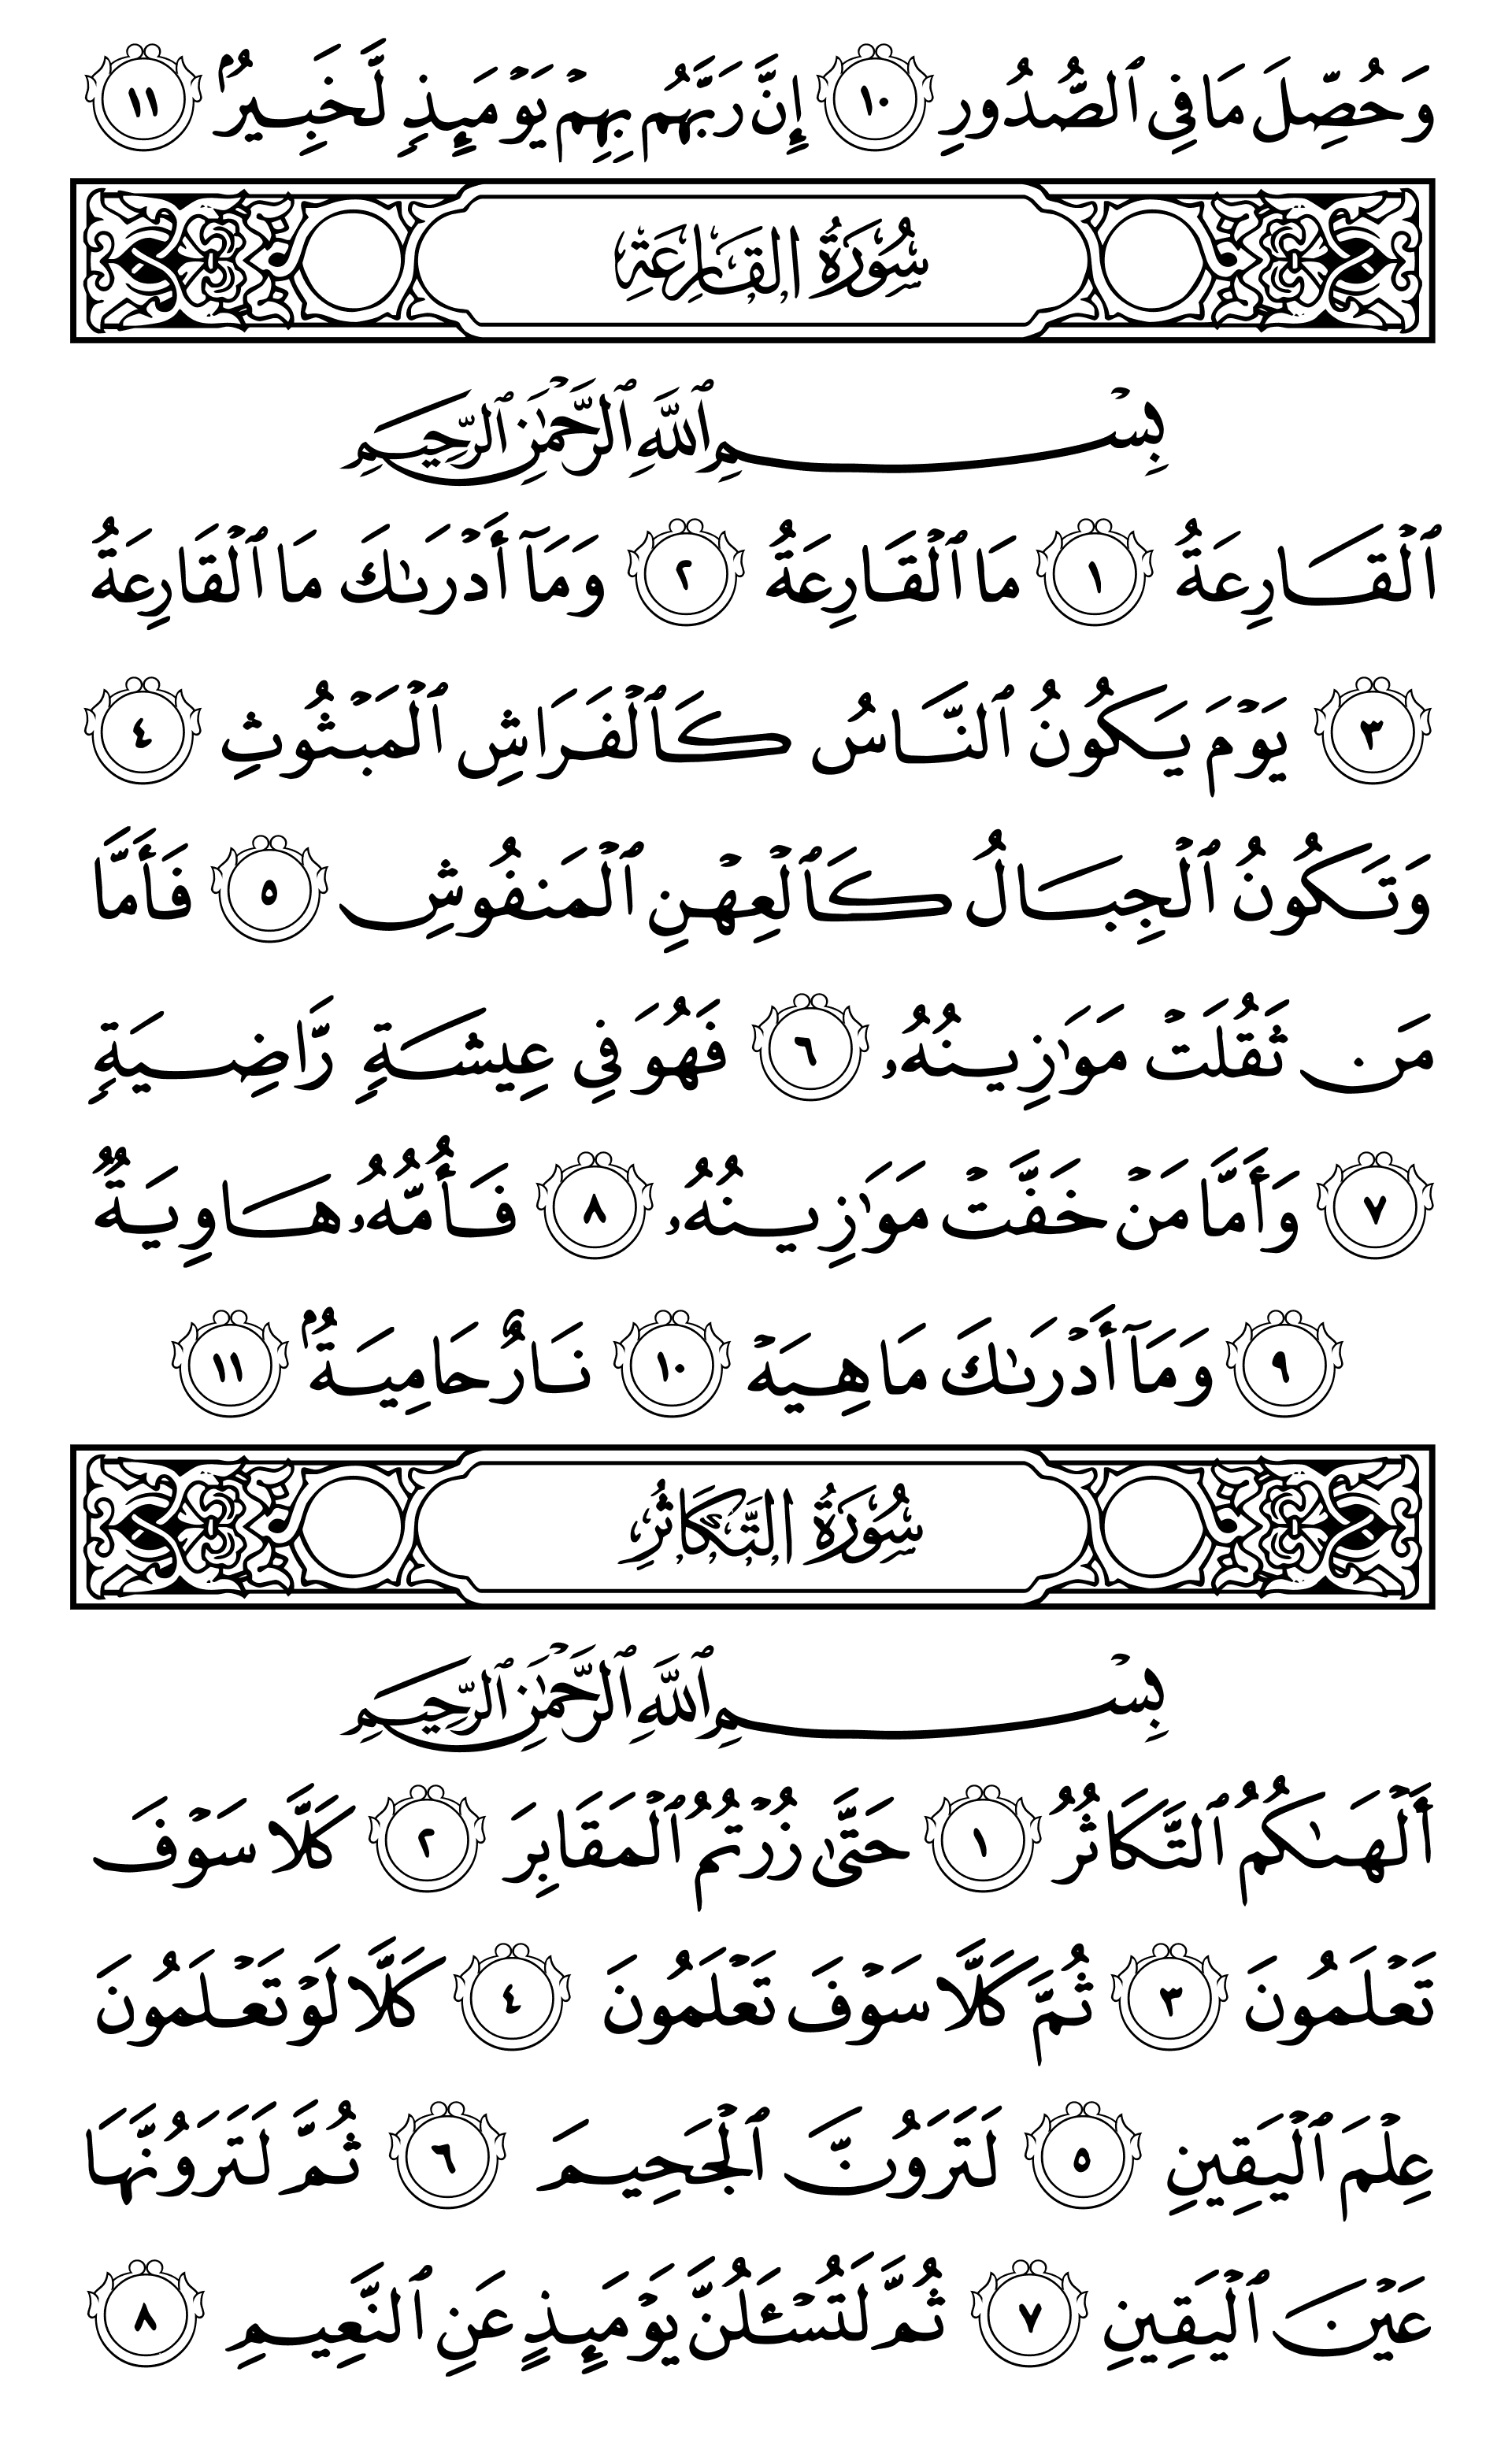 وَحُصِّلَ مَا فِى ٱلصُّدُورِ ١٠ إِنَّ رَبَّهُم بِهِمْ يَوْمَئِذٍ لَّخَبِيرٌۢ ١١
سُورَةُ القَارِعَةِ
بِسْمِ ٱللَّهِ ٱلرَّحْمَٰنِ ٱلرَّحِيمِ
ٱلْقَارِعَةُ ١ مَا ٱلْقَارِعَةُ ٢ وَمَآ أَدْرَىٰكَ مَا ٱلْقَارِعَةُ
٣ يَوْمَ يَكُونُ ٱلنَّاسُ كَٱلْفَرَاشِ ٱلْمَبْثُوثِ ٤
وَتَكُونُ ٱلْجِبَالُ كَٱلْعِهْنِ ٱلْمَنفُوشِ ٥ فَأَمَّا
مَن ثَقُلَتْ مَوَٰزِينُهُۥ ٦ فَهُوَ فِى عِيشَةٍ رَّاضِيَةٍ
٧ وَأَمَّا مَنْ خَفَّتْ مَوَٰزِينُهُۥ ٨ فَأُمُّهُۥ هَاوِيَةٌ
٩ وَمَآ أَدْرَىٰكَ مَا هِيَهْ ١٠ نَارٌ حَامِيَةٌۢ ١١
سُورَةُ التَّكَاثُرِ
بِسْمِ ٱللَّهِ ٱلرَّحْمَٰنِ ٱلرَّحِيمِ
أَلْهَىٰكُمُ ٱلتَّكَاثُرُ ١ حَتَّىٰ زُرْتُمُ ٱلْمَقَابِرَ ٢ كَلَّا سَوْفَ
تَعْلَمُونَ ٣ ثُمَّ كَلَّا سَوْفَ تَعْلَمُونَ ٤ كَلَّا لَوْ تَعْلَمُونَ
عِلْمَ ٱلْيَقِينِ ٥ لَتَرَوُنَّ ٱلْجَحِيمَ ٦ ثُمَّ لَتَرَوُنَّهَا
عَيْنَ ٱلْيَقِينِ ٧ ثُمَّ لَتُسْـَٔلُنَّ يَوْمَئِذٍ عَنِ ٱلنَّعِيمِ ٨